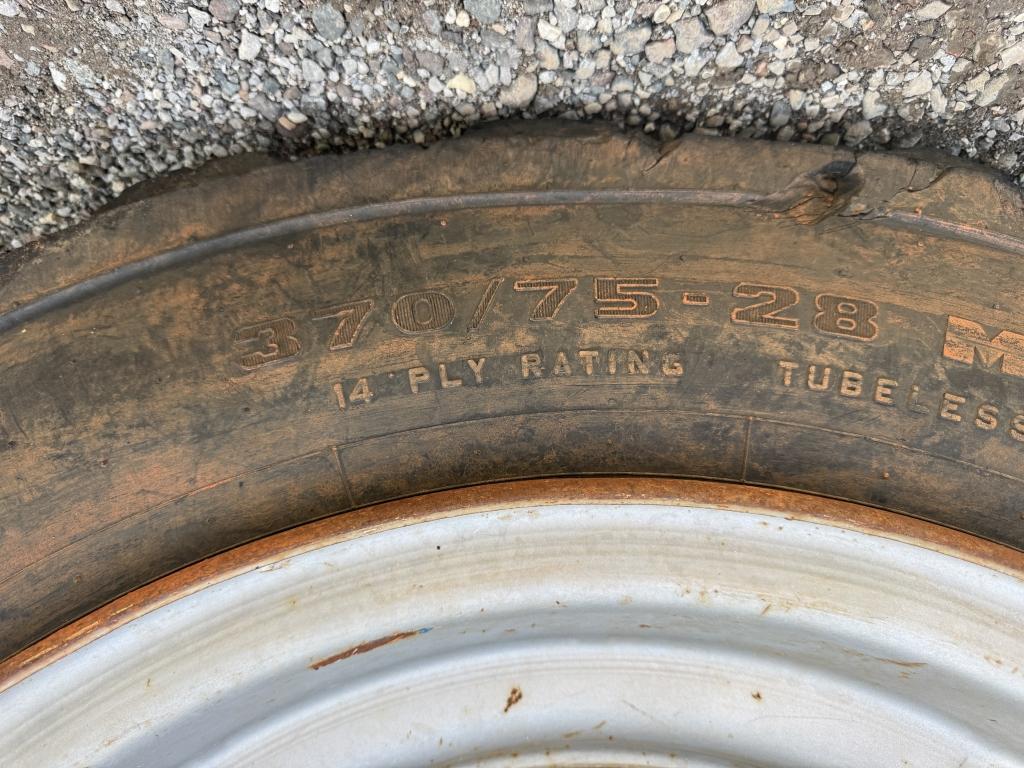 370/75-28 M
14 PLY RATING TUBELESS